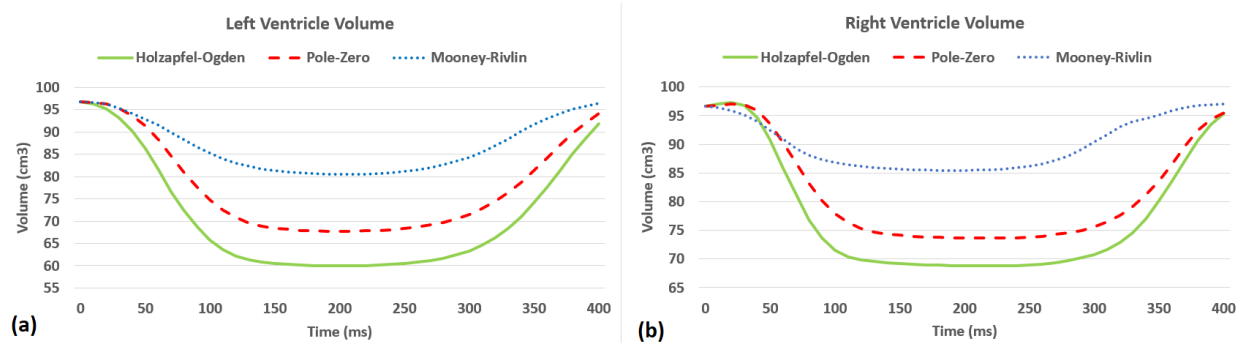 Left Ventricle Volume
Holzapfel-Ogden Pole-Zero Mooney-Rivlin
Volume (cm3)
100
95
90
85
80
75
70
65
60
55
0 50 100 150 200 250 300 350 400
Time (ms)
(a)
Right Ventricle Volume
Holzapfel-Ogden Pole-Zero Mooney-Rivlin
Volume (cm3)
100
95
90
85
80
75
70
65
0 50 100 150 200 250 300 350 400
Time (ms)
(b)